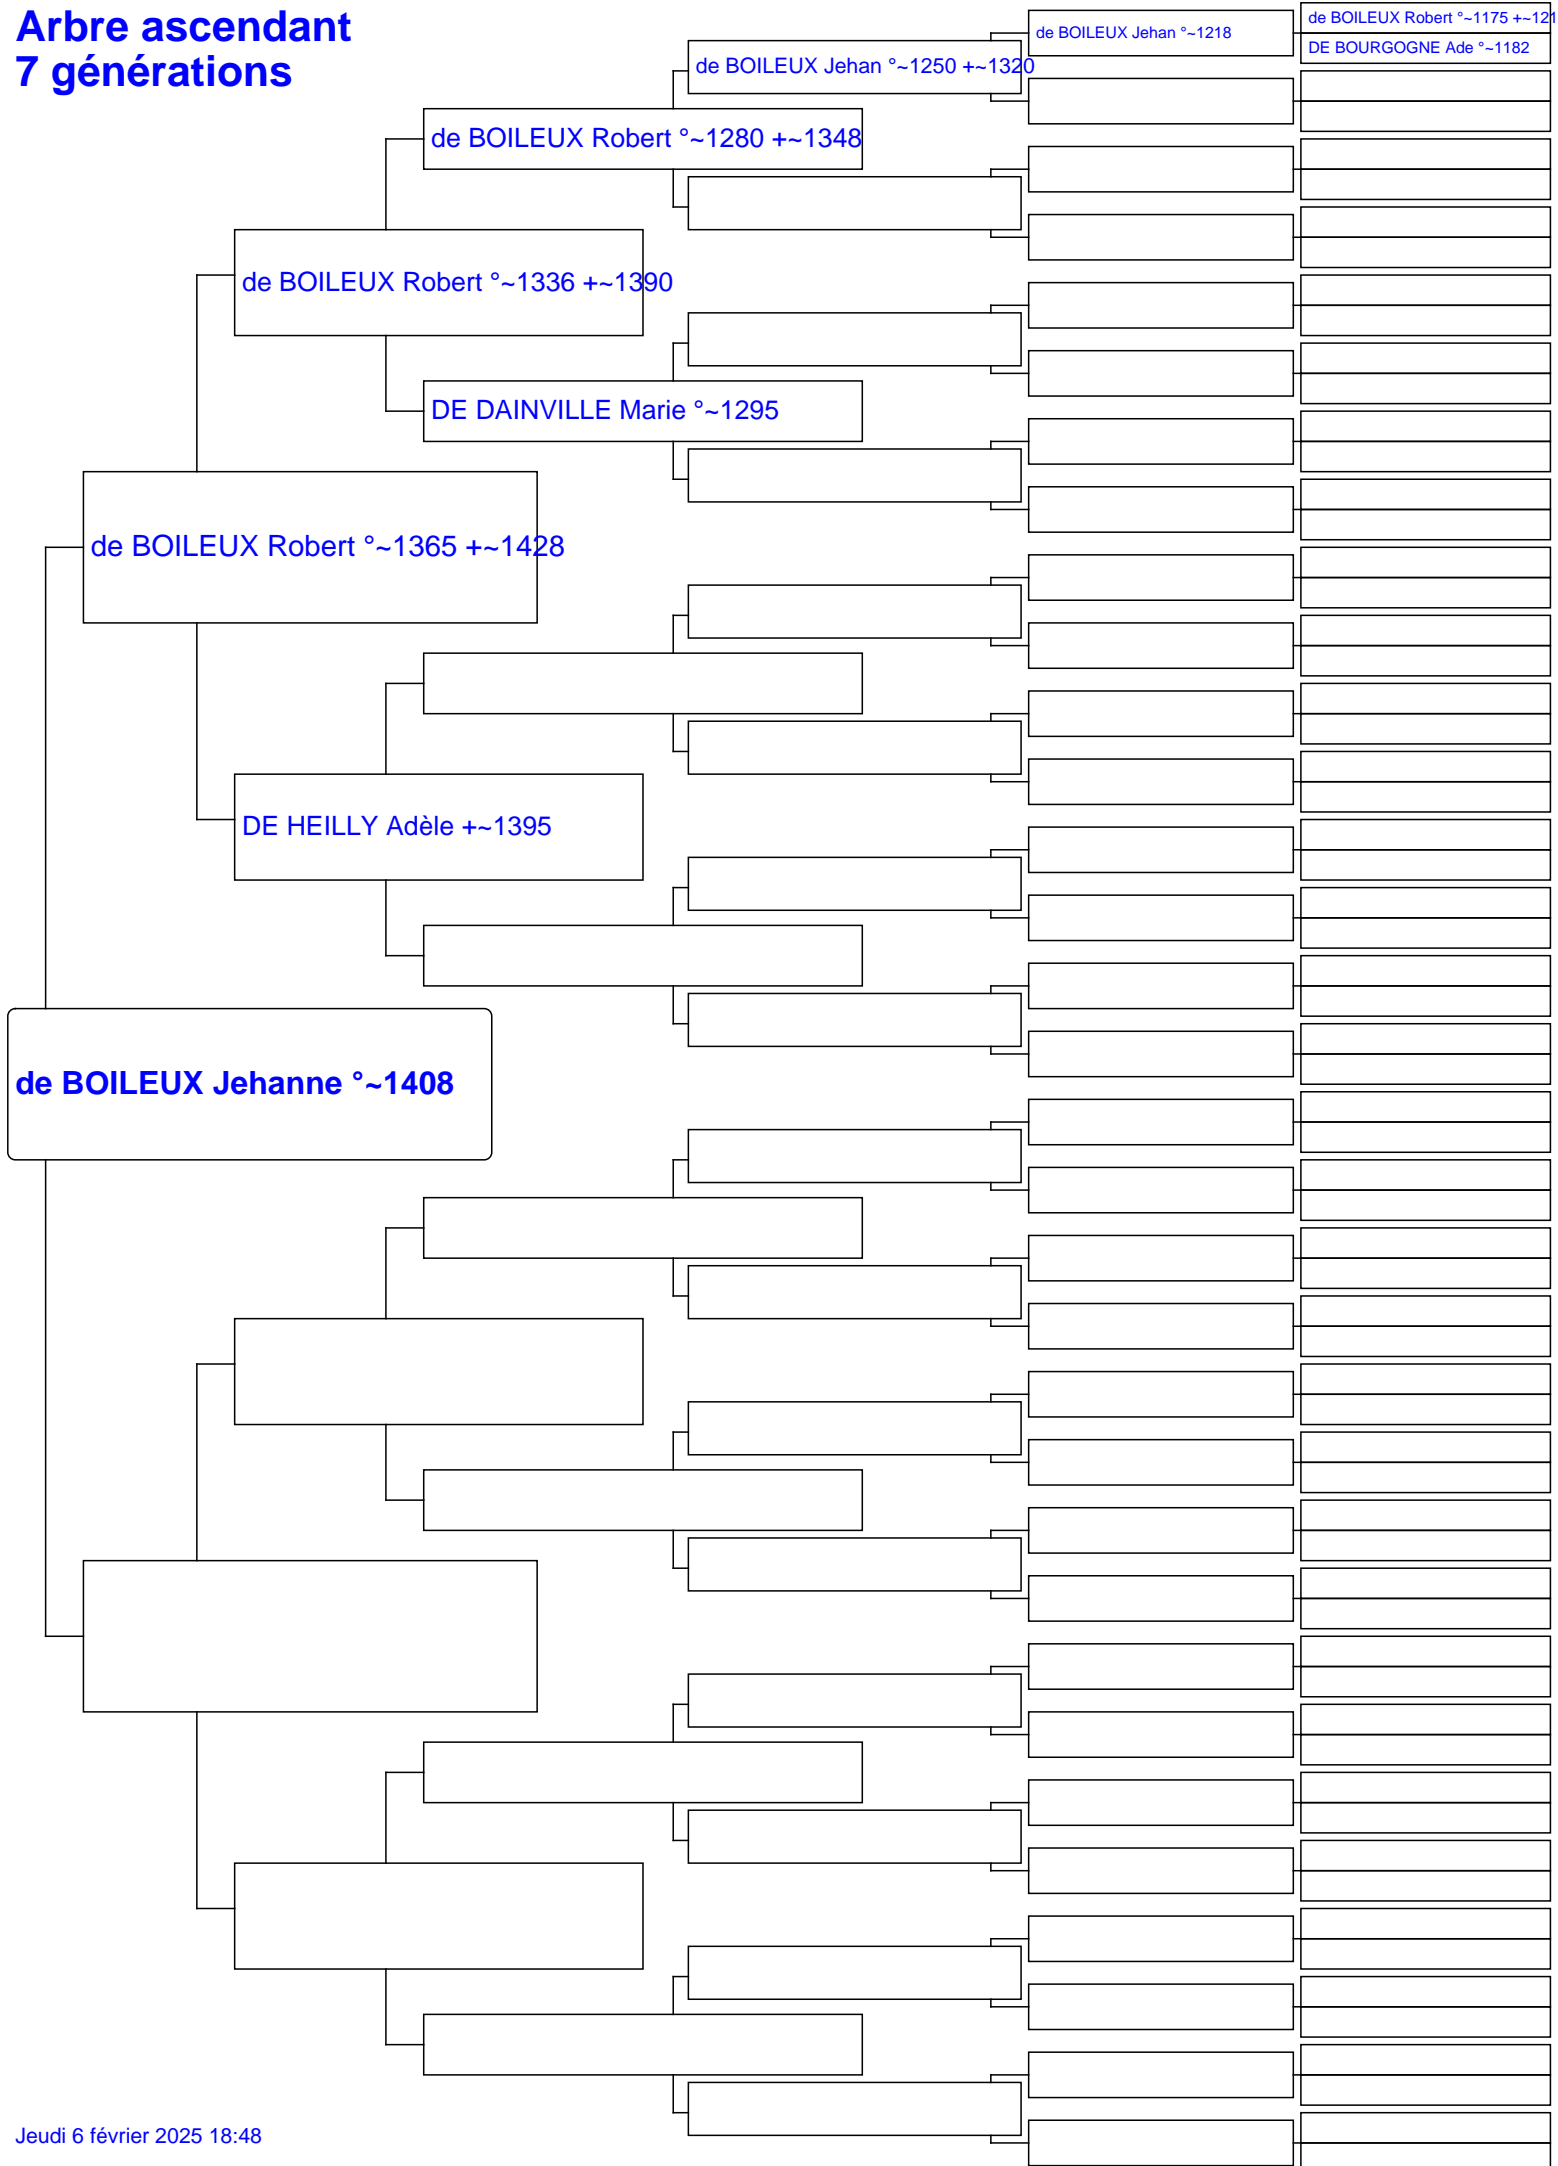 Arbre ascendant
7 générations
de BOILEUX Robert °~1175 +~121
de BOILEUX Jehan °~1218
DE BOURGOGNE Ade °~1182
de BOILEUX Jehan °~1250 +~1320
de BOILEUX Robert °~1280 +~1348
de BOILEUX Robert °~1336 +~1390
DE DAINVILLE Marie °~1295
de BOILEUX Robert °~1365 +~1428
DE HEILLY Adèle +~1395
de BOILEUX Jehanne °~1408
Jeudi 6 février 2025 18:48